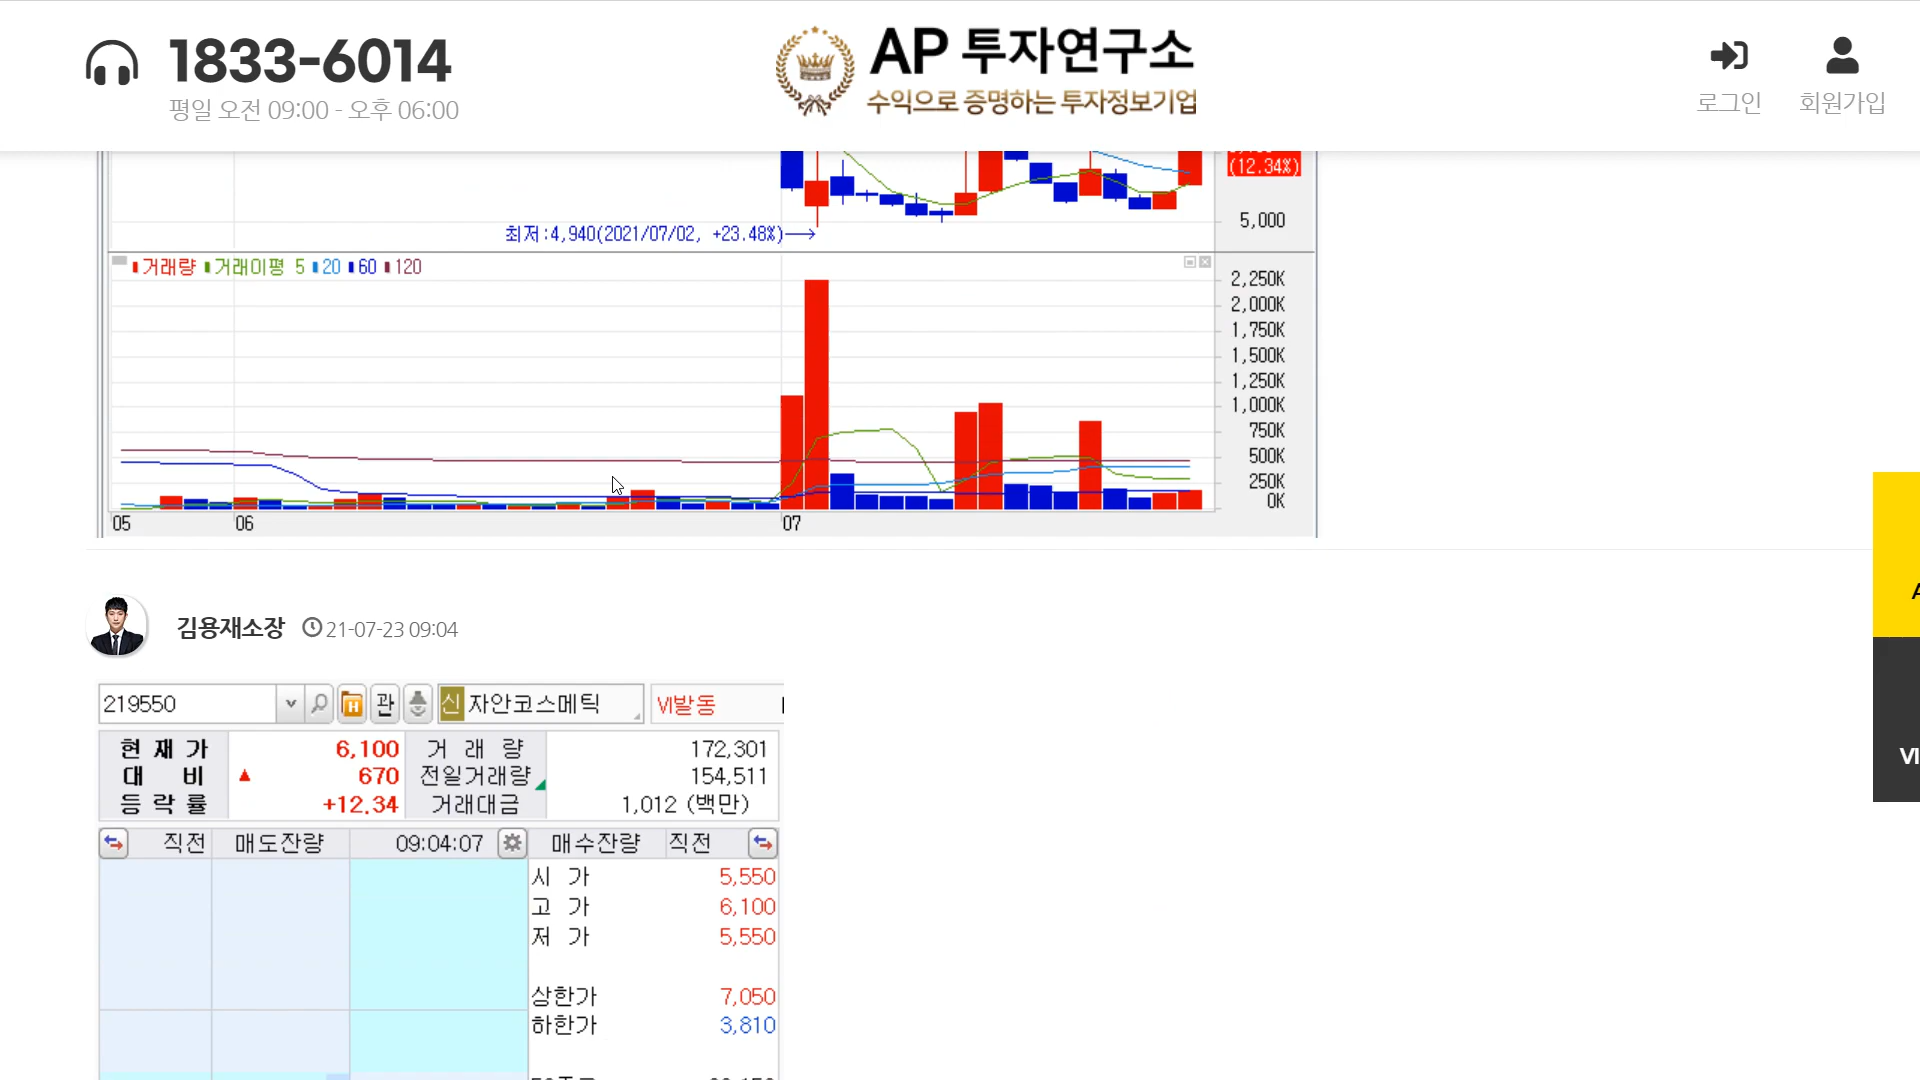 1833-6014
평일 오전 09:00 - 오후 06:00
AP 투자연구소
수익으로 증명하는 투자정보기업
로그인
회원가입
(12.34%)
5,000
최저:4,940(2021/07/02, +23.48%)
거래량 거래이평 5 20 60 120
2,250K
2,000K
1,750K
1,500K
1,250K
1,000K
750K
500K
250K
0K
05 06 07
김용재소장 21-07-23 09:04
219550 관 신 자안코스메틱 VI발동
현재가 6,100 거래량 172,301
대비 ▲ 670 전일거래량 154,511
등락률 +12.34 거래대금 1,012 (백만)
직전 매도잔량 09:04:07 매수잔량 직전
시가 5,550
고가 6,100
저가 5,550
상한가 7,050
하한가 3,810
VI